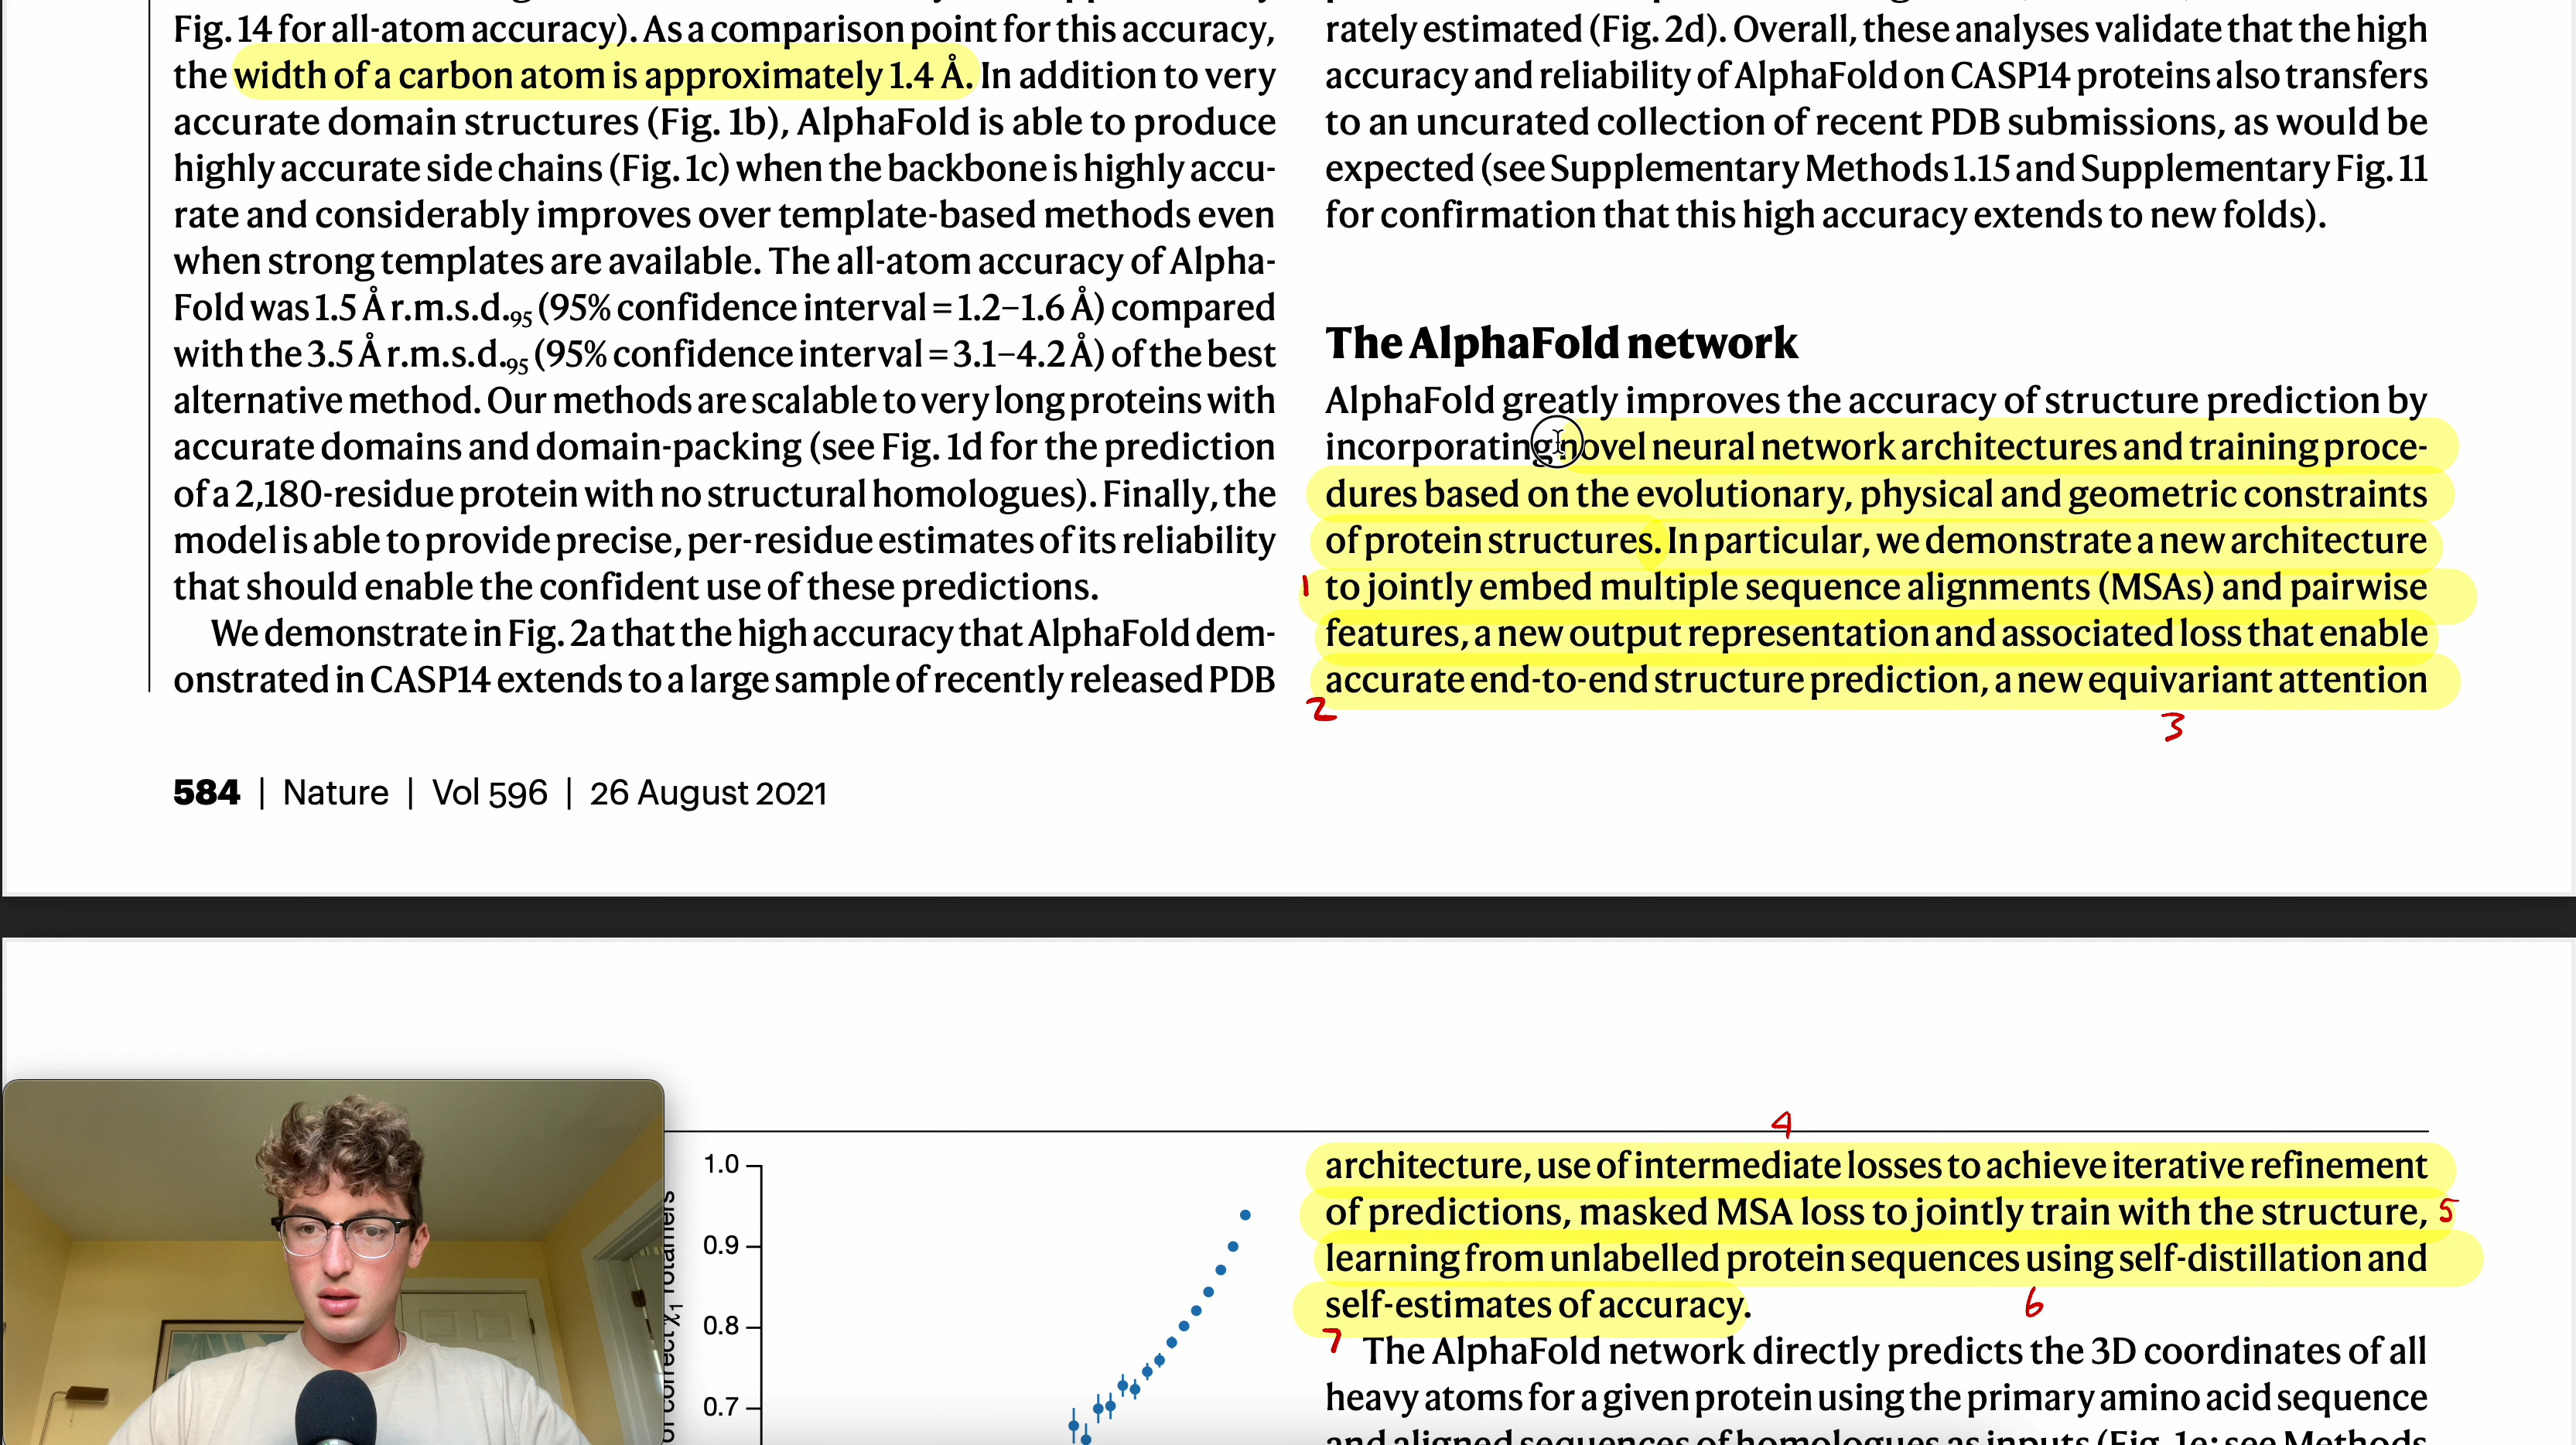 Fig. 14 for all-atom accuracy). As a comparison point for this accuracy,
the width of a carbon atom is approximately 1.4 Å. In addition to very
accurate domain structures (Fig. 1b), AlphaFold is able to produce
highly accurate side chains (Fig. 1c) when the backbone is highly accu-
rate and considerably improves over template-based methods even
when strong templates are available. The all-atom accuracy of Alpha-
Fold was 1.5 Å r.m.s.d.95 (95% confidence interval = 1.2–1.6 Å) compared
with the 3.5 Å r.m.s.d.95 (95% confidence interval = 3.1–4.2 Å) of the best
alternative method. Our methods are scalable to very long proteins with
accurate domains and domain-packing (see Fig. 1d for the prediction
of a 2,180-residue protein with no structural homologues). Finally, the
model is able to provide precise, per-residue estimates of its reliability
that should enable the confident use of these predictions.
We demonstrate in Fig. 2a that the high accuracy that AlphaFold dem-
onstrated in CASP14 extends to a large sample of recently released PDB
rately estimated (Fig. 2d). Overall, these analyses validate that the high
accuracy and reliability of AlphaFold on CASP14 proteins also transfers
to an uncurated collection of recent PDB submissions, as would be
expected (see Supplementary Methods 1.15 and Supplementary Fig. 11
for confirmation that this high accuracy extends to new folds).
The AlphaFold network
AlphaFold greatly improves the accuracy of structure prediction by
incorporating novel neural network architectures and training proce-
dures based on the evolutionary, physical and geometric constraints
of protein structures. In particular, we demonstrate a new architecture
1 to jointly embed multiple sequence alignments (MSAs) and pairwise
features, a new output representation and associated loss that enable
accurate end-to-end structure prediction, a new equivariant attention
2
3
584 | Nature | Vol 596 | 26 August 2021
1.0
0.9
0.8
0.7
of correct χ1 rotamers
4
architecture, use of intermediate losses to achieve iterative refinement
of predictions, masked MSA loss to jointly train with the structure, 5
learning from unlabelled protein sequences using self-distillation and
self-estimates of accuracy.
6
7
The AlphaFold network directly predicts the 3D coordinates of all
heavy atoms for a given protein using the primary amino acid sequence
and aligned sequences of homologues as inputs (Fig. 1e; see Methods